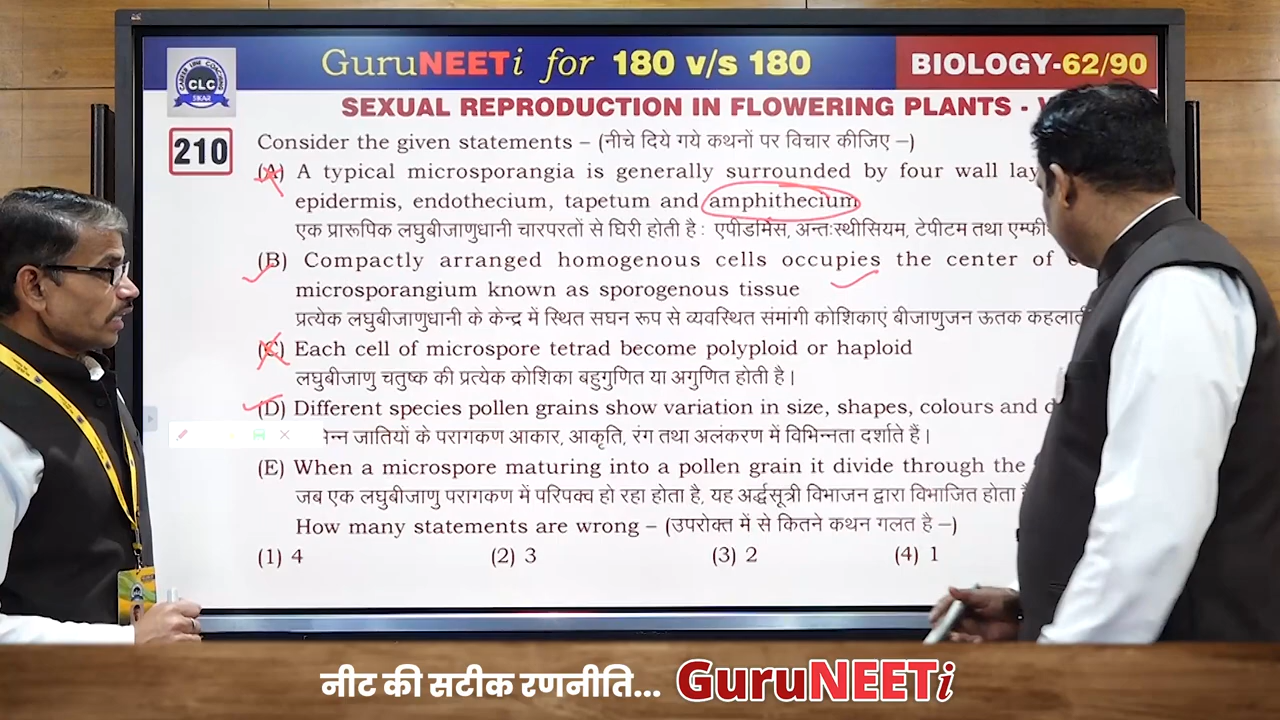 CAREER LINE COACHING
CLC
SIKAR
GuruNEETi for 180 v/s 180
BIOLOGY-62/90
SEXUAL REPRODUCTION IN FLOWERING PLANTS -
210
Consider the given statements – (नीचे दिये गये कथनों पर विचार कीजिए –)
(A) A typical microsporangia is generally surrounded by four wall
epidermis, endothecium, tapetum and amphithecium
एक प्रारूपिक लघुबीजाणुधानी चारपरतों से घिरी होती है : एपीडर्मिस, अन्तःस्थीसियम, टेपीटम तथा
(B) Compactly arranged homogenous cells occupies the center of
microsporangium known as sporogenous tissue
प्रत्येक लघुबीजाणुधानी के केन्द्र में स्थित सघन रूप से व्यवस्थित संमांगी कोशिकाएं बीजाणुजन ऊतक
(C) Each cell of microspore tetrad become polyploid or haploid
लघुबीजाणु चतुष्क की प्रत्येक कोशिका बहुगुणित या अगुणित होती है।
(D) Different species pollen grains show variation in size, shapes, colours and
जातियों के परागकण आकार, आकृति, रंग तथा अलंकरण में विभिन्नता दर्शाते हैं।
(E) When a microspore maturing into a pollen grain it divide through the
जब एक लघुबीजाणु परागकण में परिपक्व हो रहा होता है, यह अर्द्धसूत्री विभाजन द्वारा विभाजित होता
How many statements are wrong – (उपरोक्त में से कितने कथन गलत है –)
(1) 4 (2) 3 (3) 2 (4) 1
नीट की सटीक रणनीति... GuruNEETi